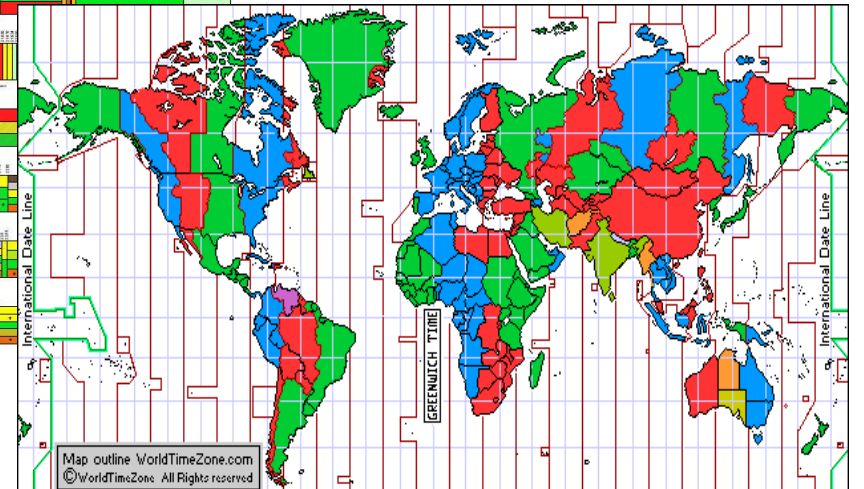 International Date Line
GREENWICH TIME
International Date Line
Map outline WorldTimeZone.com
©WorldTimeZone All Rights reserved